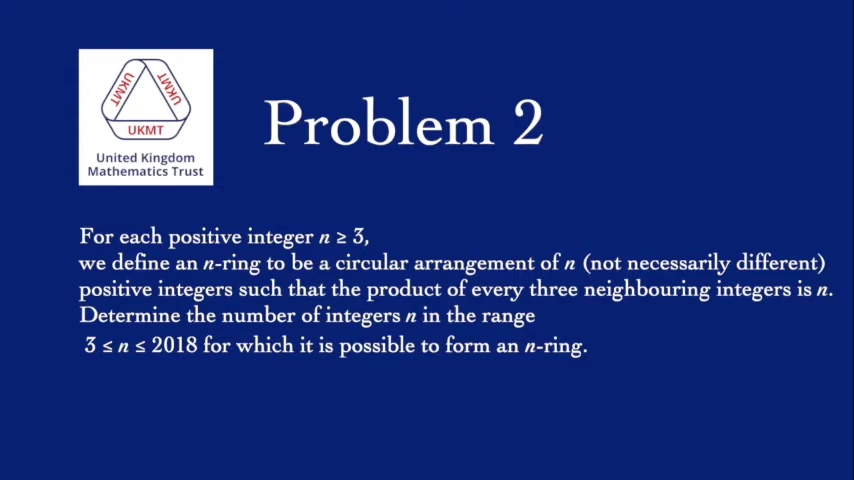 UKMT
UKMT
UKMT
United Kingdom
Mathematics Trust
Problem 2
For each positive integer n ≥ 3,
we define an n-ring to be a circular arrangement of n (not necessarily different)
positive integers such that the product of every three neighbouring integers is n.
Determine the number of integers n in the range
3 ≤ n ≤ 2018 for which it is possible to form an n-ring.